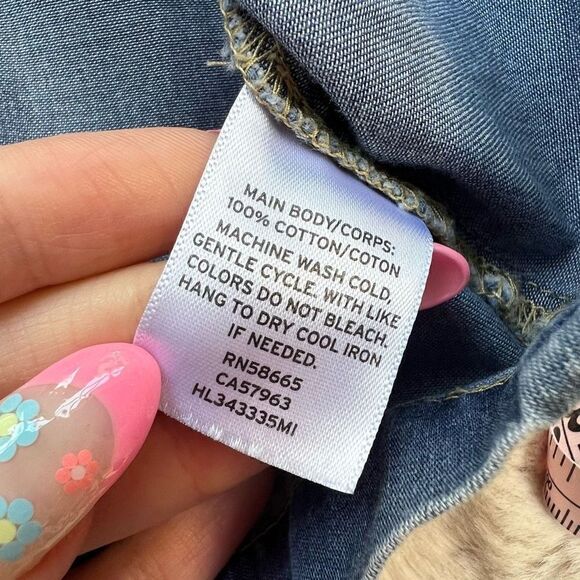 MAIN BODY/CORPS:
100% COTTON/COTON
MACHINE WASH COLD,
GENTLE CYCLE. WITH LIKE
COLORS DO NOT BLEACH.
HANG TO DRY COOL IRON
IF NEEDED.
RN58665
CA57963
HL343335MI